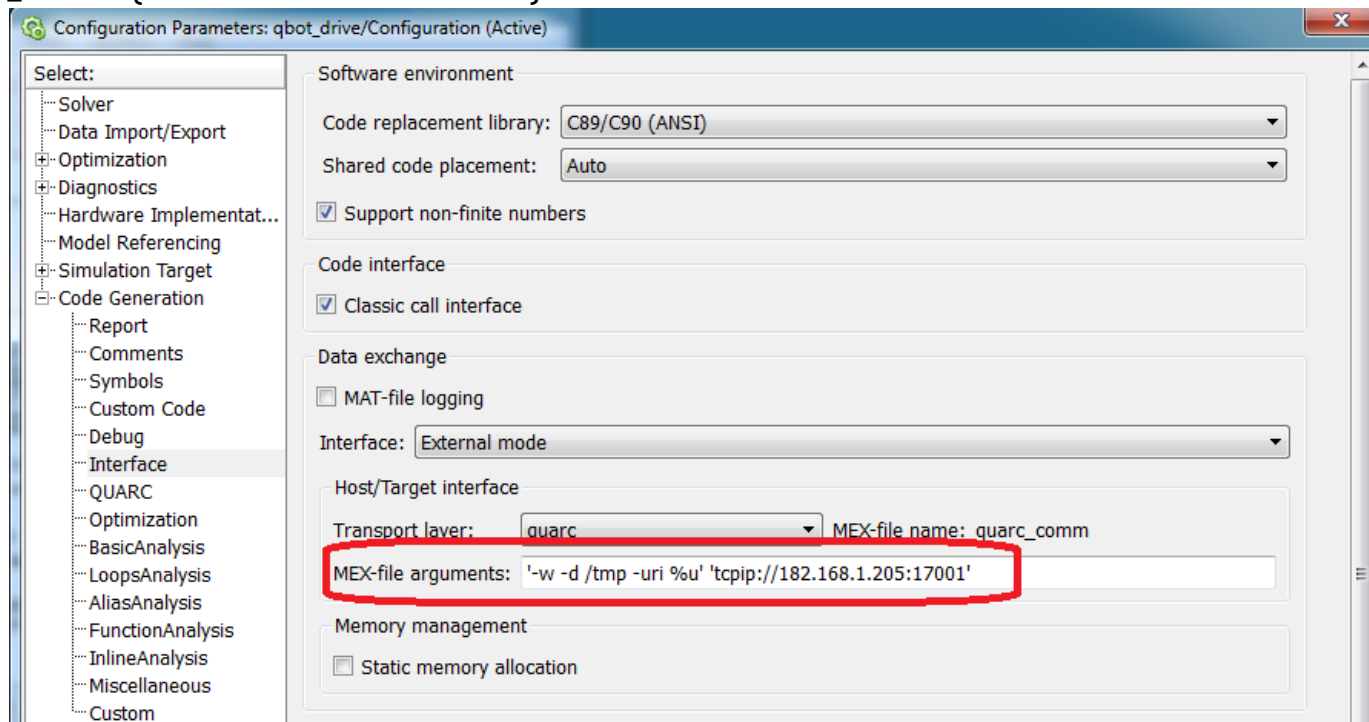 Configuration Parameters: qbot_drive/Configuration (Active)
Select:
Solver
Data Import/Export
Optimization
Diagnostics
Hardware Implementat...
Model Referencing
Simulation Target
Code Generation
Report
Comments
Symbols
Custom Code
Debug
Interface
QUARC
Optimization
BasicAnalysis
LoopsAnalysis
AliasAnalysis
FunctionAnalysis
InlineAnalysis
Miscellaneous
Custom
Software environment
Code replacement library: C89/C90 (ANSI)
Shared code placement: Auto
Support non-finite numbers
Code interface
Classic call interface
Data exchange
MAT-file logging
Interface: External mode
Host/Target interface
Transport layer: quarc MEX-file name: quarc_comm
MEX-file arguments: '-w -d /tmp -uri %u' 'tcpip://182.168.1.205:17001'
Memory management
Static memory allocation